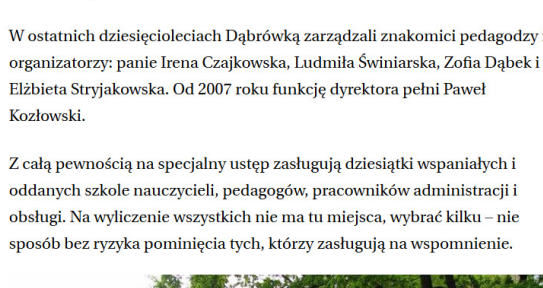 W ostatnich dziesięcioleciach Dąbrówką zarządzali znakomici pedagodzy i
organizatorzy: panie Irena Czajkowska, Ludmiła Świniarska, Zofia Dąbek i
Elżbieta Stryjakowska. Od 2007 roku funkcję dyrektora pełni Paweł
Kozłowski.
Z całą pewnością na specjalny ustęp zasługują dziesiątki wspaniałych i
oddanych szkole nauczycieli, pedagogów, pracowników administracji i
obsługi. Na wyliczenie wszystkich nie ma tu miejsca, wybrać kilku – nie
sposób bez ryzyka pominięcia tych, którzy zasługują na wspomnienie.